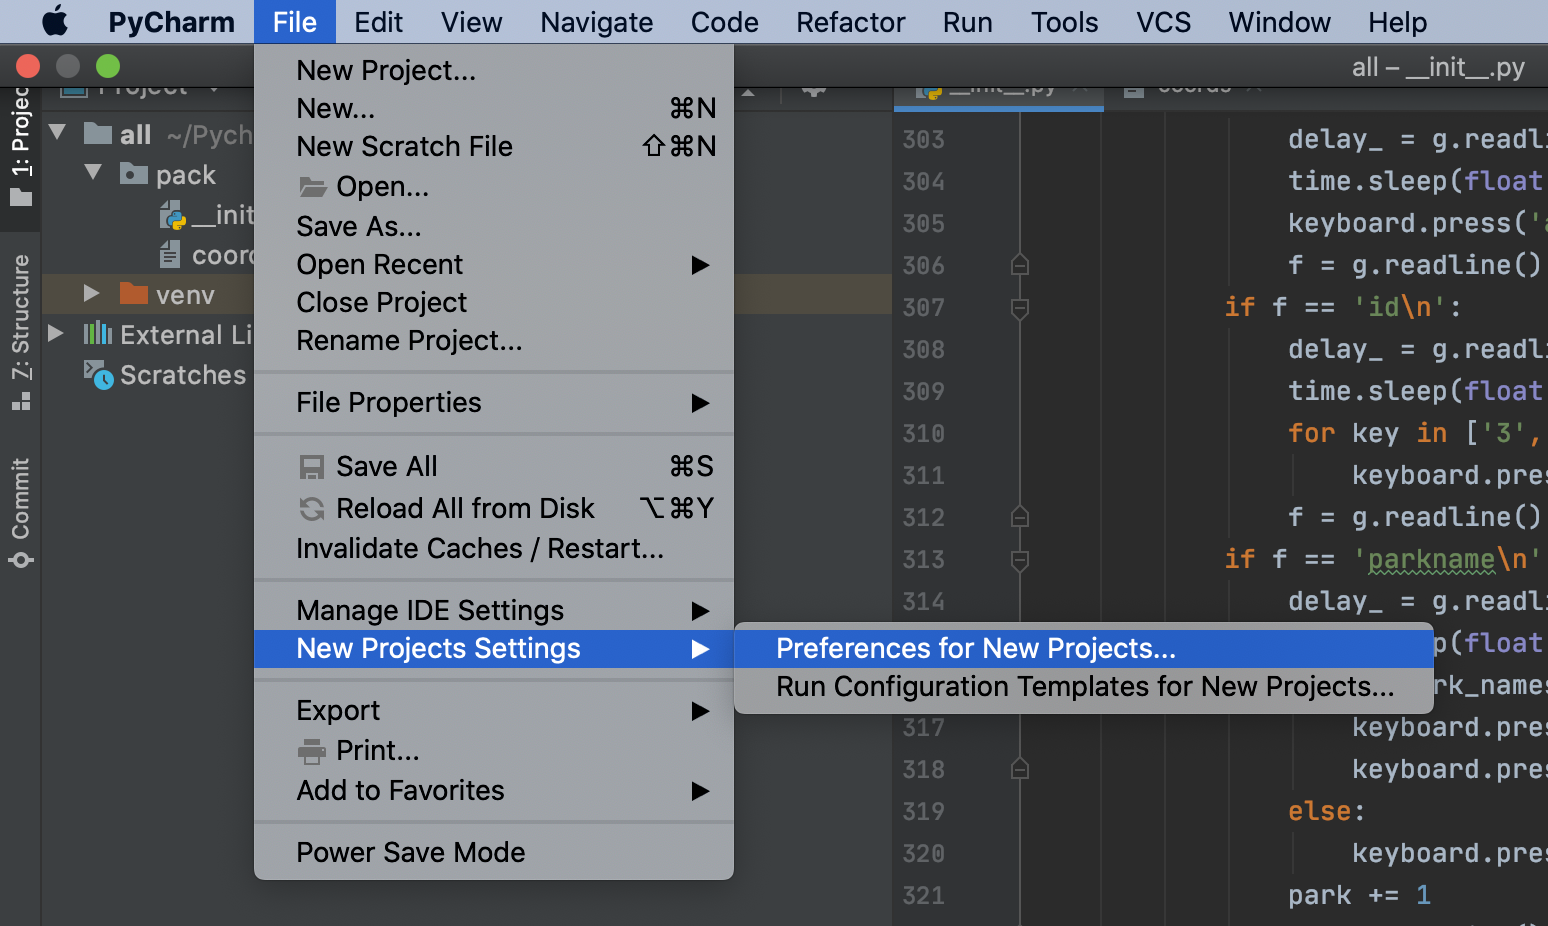 PyCharm File Edit View Navigate Code Refactor Run Tools VCS Window Help
all – __init__.py
Project
__init__.py
coords
1: Projec
Z: Structure
Commit
all ~/Pych
pack
__init
coord
venv
External Li
Scratches
New Project...
New... ⌘N
New Scratch File ⇧⌘N
Open...
Save As...
Open Recent
Close Project
Rename Project...
File Properties
Save All ⌘S
Reload All from Disk ⌥⌘Y
Invalidate Caches / Restart...
Manage IDE Settings
New Projects Settings
Export
Print...
Add to Favorites
Power Save Mode
Preferences for New Projects...
Run Configuration Templates for New Projects...
303 delay_ = g.readl
304 time.sleep(float
305 keyboard.press('a
306 f = g.readline()
307 if f == 'id\n':
308 delay_ = g.readl
309 time.sleep(float
310 for key in ['3',
311 keyboard.pres
312 f = g.readline()
313 if f == 'parkname\n'
314 delay_ = g.readl
p(float
rk_names
317 keyboard.pres
318 keyboard.pres
319 else:
320 keyboard.pres
321 park += 1